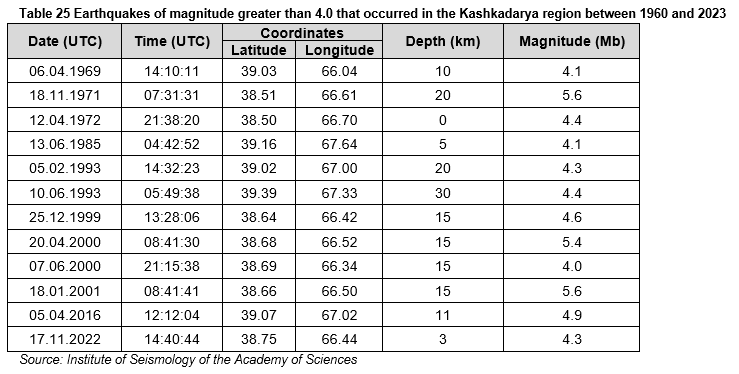 Table 25 Earthquakes of magnitude greater than 4.0 that occurred in the Kashkadarya region between 1960 and 2023
Date (UTC) Time (UTC) Coordinates Depth (km) Magnitude (Mb)
Latitude Longitude
06.04.1969 14:10:11 39.03 66.04 10 4.1
18.11.1971 07:31:31 38.51 66.61 20 5.6
12.04.1972 21:38:20 38.50 66.70 0 4.4
13.06.1985 04:42:52 39.16 67.64 5 4.1
05.02.1993 14:32:23 39.02 67.00 20 4.3
10.06.1993 05:49:38 39.39 67.33 30 4.4
25.12.1999 13:28:06 38.64 66.42 15 4.6
20.04.2000 08:41:30 38.68 66.52 15 5.4
07.06.2000 21:15:38 38.69 66.34 15 4.0
18.01.2001 08:41:41 38.66 66.50 15 5.6
05.04.2016 12:12:04 39.07 67.02 11 4.9
17.11.2022 14:40:44 38.75 66.44 3 4.3
Source: Institute of Seismology of the Academy of Sciences